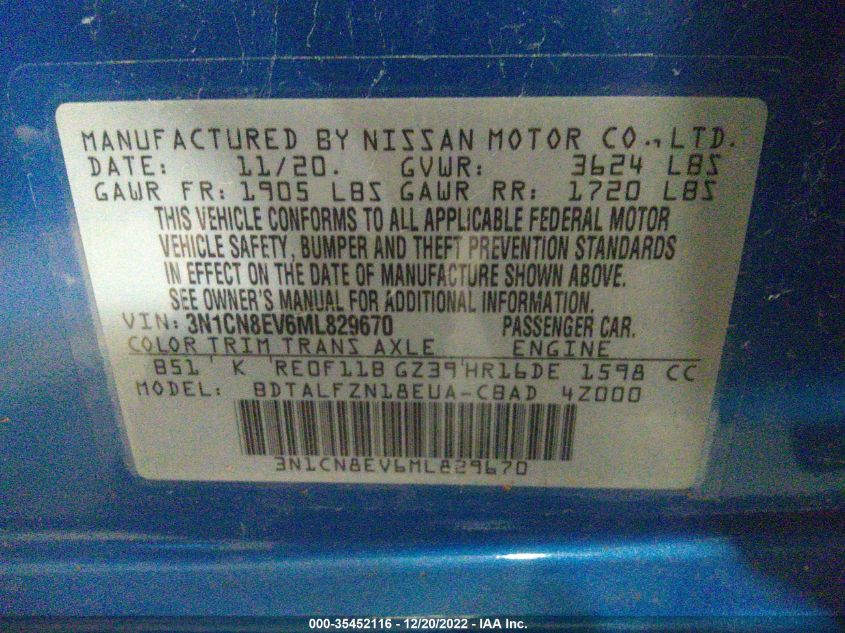 MANUFACTURED BY NISSAN MOTOR CO., LTD.
DATE: 11/20. GVWR: 3624 LBS
GAWR FR: 1905 LBS GAWR RR: 1720 LBS
THIS VEHICLE CONFORMS TO ALL APPLICABLE FEDERAL MOTOR
VEHICLE SAFETY, BUMPER AND THEFT PREVENTION STANDARDS
IN EFFECT ON THE DATE OF MANUFACTURE SHOWN ABOVE.
SEE OWNER'S MANUAL FOR ADDITIONAL INFORMATION.
VIN: 3N1CN8EV6ML829670 PASSENGER CAR.
COLOR TRIM TRANS AXLE ENGINE
B51 K RE0F11B GZ39 HR16DE 1598 CC
MODEL: BDTALFZN18EUA-CBAD 4Z000
3N1CN8EV6ML829670
000-35452116 - 12/20/2022 - IAA Inc.